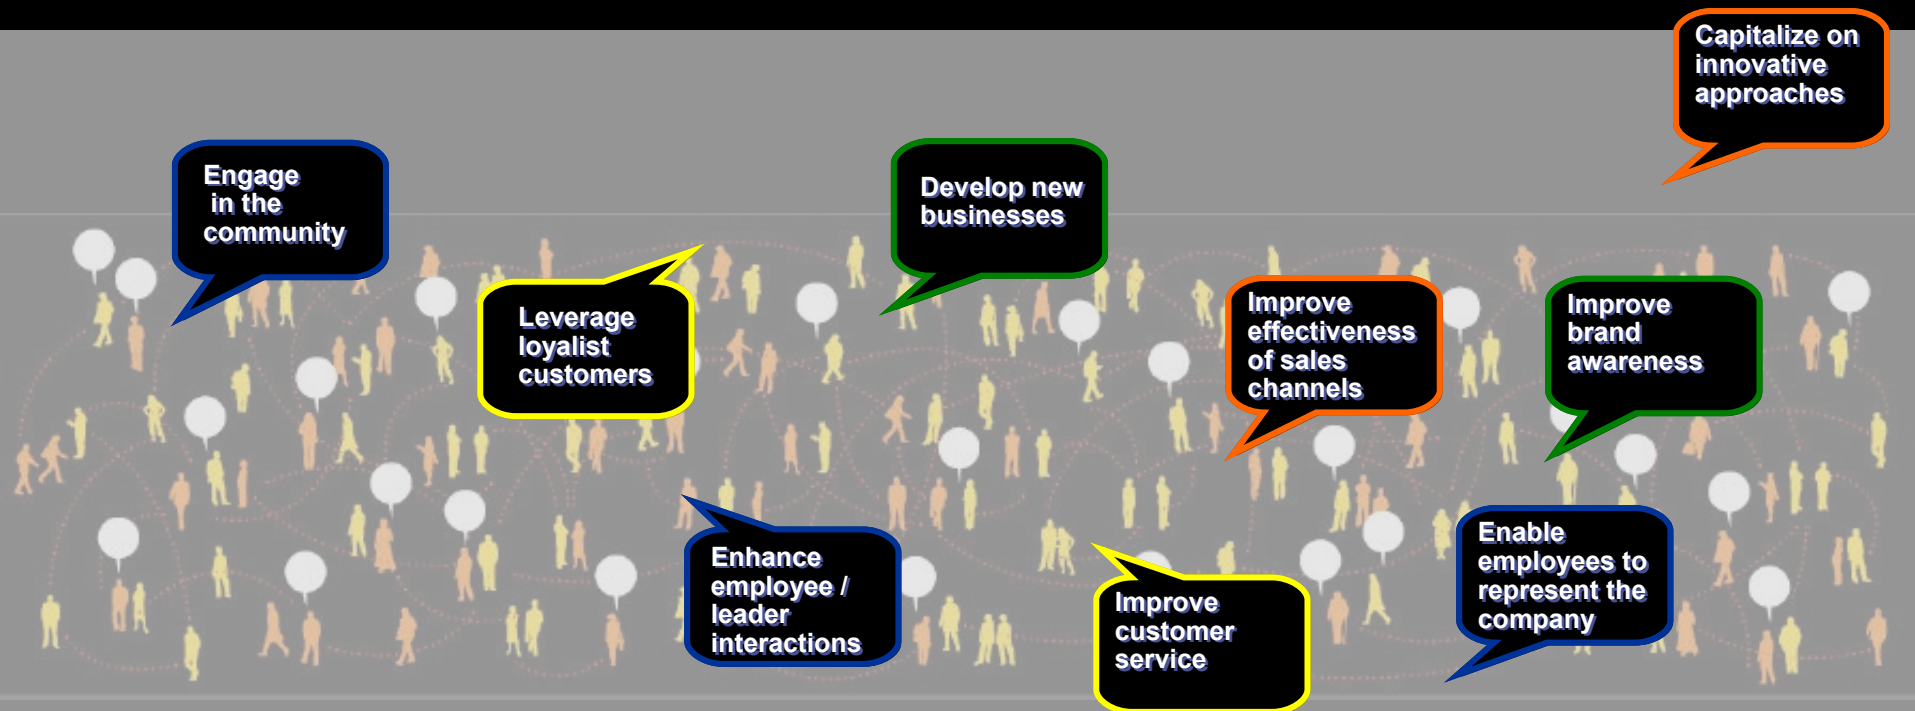 Capitalize on
innovative
approaches
Engage
in the
community
Develop new
businesses
Leverage
loyalist
customers
Improve
effectiveness
of sales
channels
Improve
brand
awareness
Enhance
employee /
leader
interactions
Improve
customer
service
Enable
employees to
represent the
company